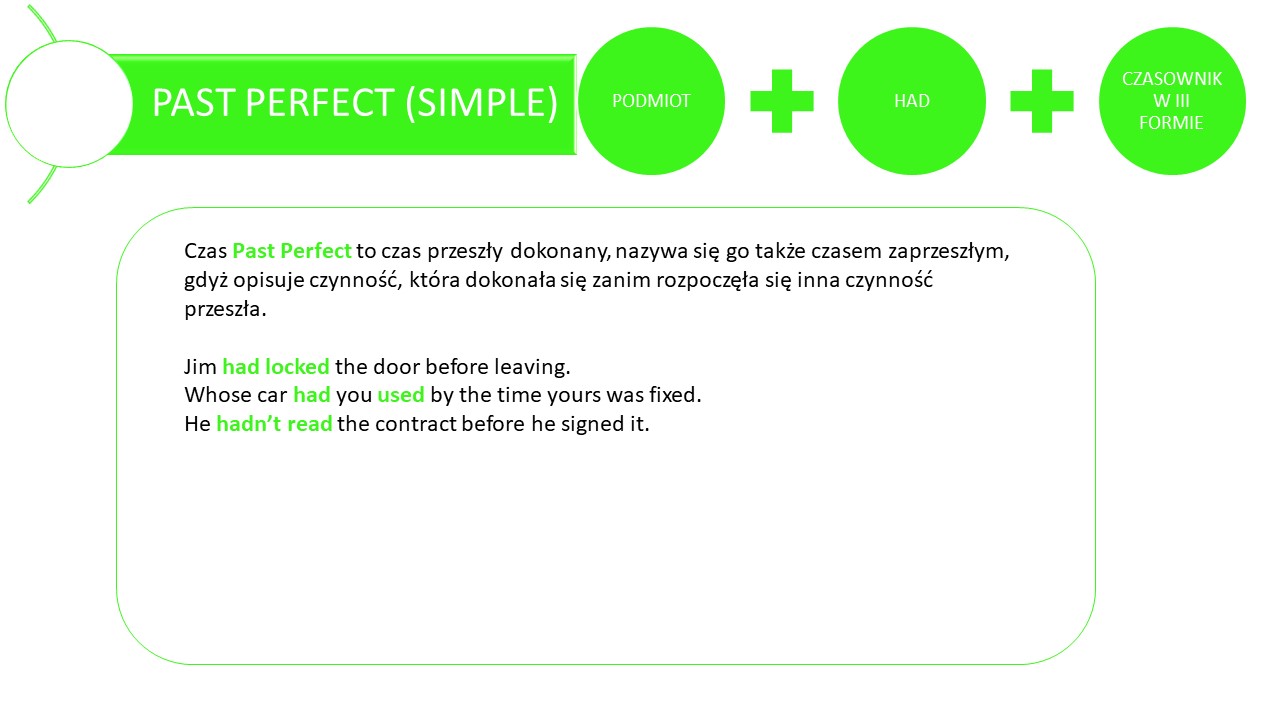 PAST PERFECT (SIMPLE)
PODMIOT
HAD
CZASOWNIK
W III
FORMIE
Czas Past Perfect to czas przeszły dokonany, nazywa się go także czasem zaprzeszłym,
gdyż opisuje czynność, która dokonała się zanim rozpoczęła się inna czynność
przeszła.
Jim had locked the door before leaving.
Whose car had you used by the time yours was fixed.
He hadn’t read the contract before he signed it.